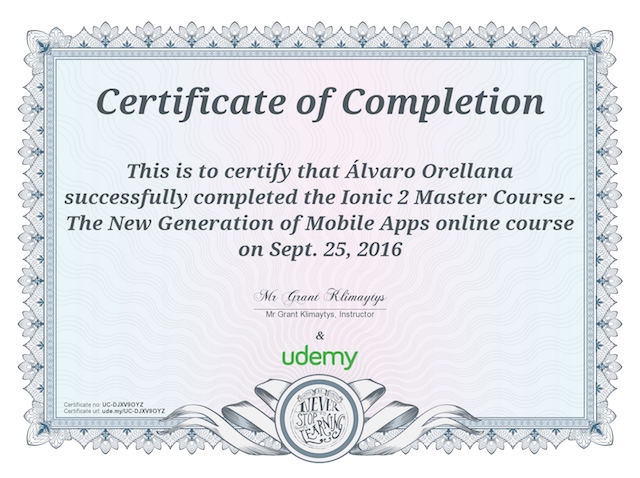 Certificate of Completion
This is to certify that Álvaro Orellana
successfully completed the Ionic 2 Master Course -
The New Generation of Mobile Apps online course
on Sept. 25, 2016
Mr Grant Klimaytys
Mr Grant Klimaytys, Instructor
&
udemy
Certificate no: UC-DJXV9OYZ
Certificate url: ude.my/UC-DJXV9OYZ
NEVER
STOP
LEARNING